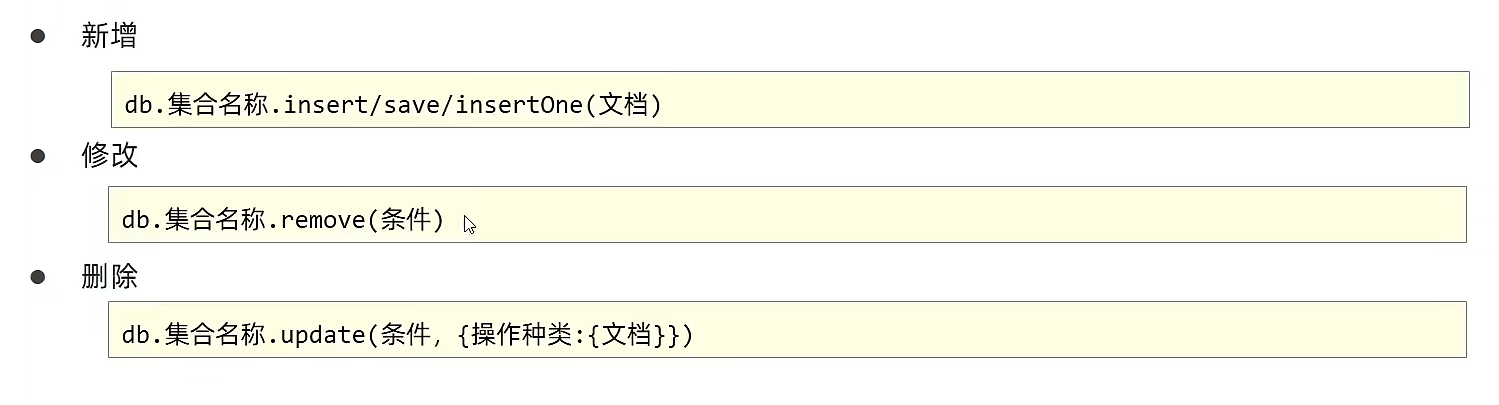 新增
db.集合名称.insert/save/insertOne(文档)
修改
db.集合名称.remove(条件)
删除
db.集合名称.update(条件, {操作种类:{文档}})